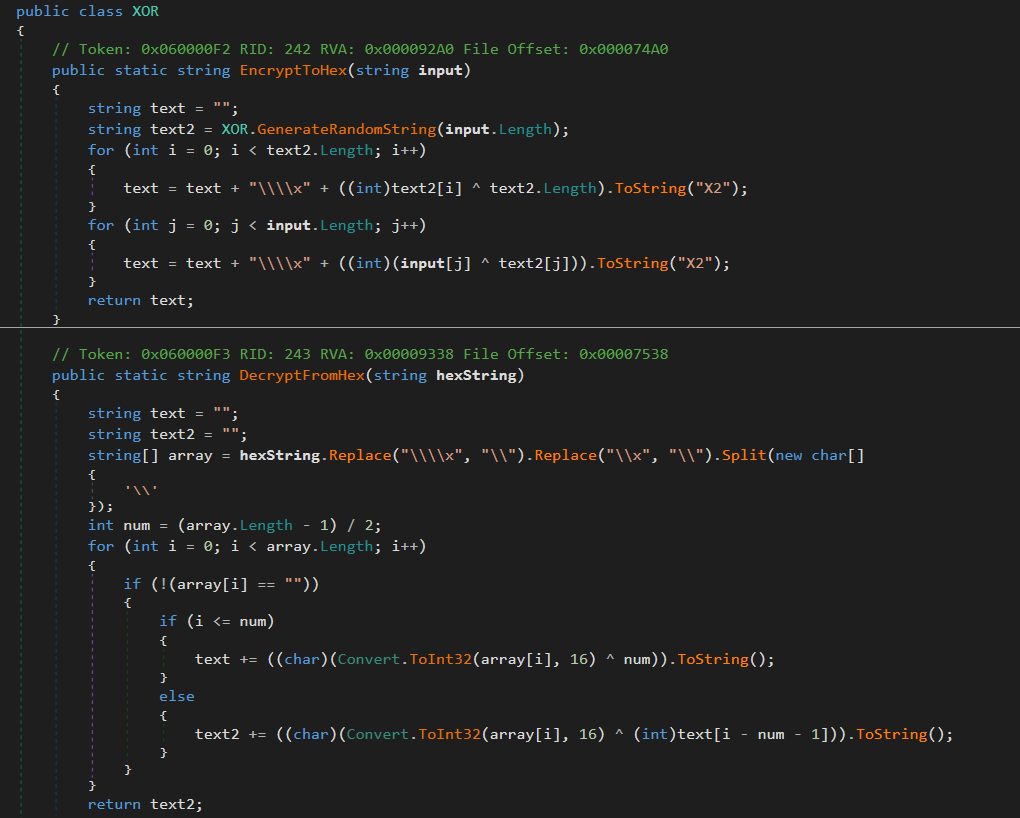 public class XOR
{
// Token: 0x060000F2 RID: 242 RVA: 0x000092A0 File Offset: 0x000074A0
public static string EncryptToHex(string input)
{
string text = "";
string text2 = XOR.GenerateRandomString(input.Length);
for (int i = 0; i < text2.Length; i++)
{
text = text + "\\\\x" + ((int)text2[i] ^ text2.Length).ToString("X2");
}
for (int j = 0; j < input.Length; j++)
{
text = text + "\\\\x" + ((int)(input[j] ^ text2[j])).ToString("X2");
}
return text;
}
// Token: 0x060000F3 RID: 243 RVA: 0x00009338 File Offset: 0x00007538
public static string DecryptFromHex(string hexString)
{
string text = "";
string text2 = "";
string[] array = hexString.Replace("\\\\x", "\\").Replace("\\x", "\\").Split(new char[]
{
'\\'
});
int num = (array.Length - 1) / 2;
for (int i = 0; i < array.Length; i++)
{
if (!(array[i] == ""))
{
if (i <= num)
{
text += ((char)(Convert.ToInt32(array[i], 16) ^ num)).ToString();
}
else
{
text2 += ((char)(Convert.ToInt32(array[i], 16) ^ (int)text[i - num - 1])).ToString();
}
}
}
return text2;